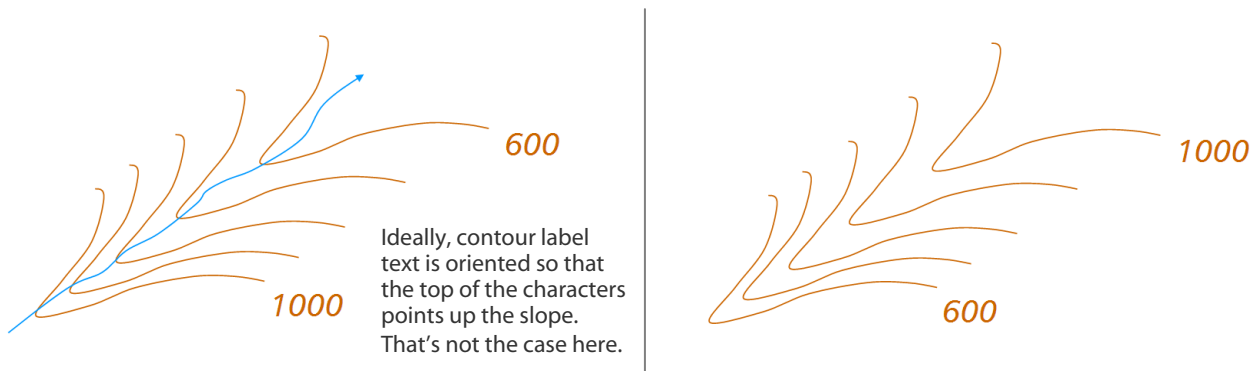 600
1000
Ideally, contour label
text is oriented so that
the top of the characters
points up the slope.
That's not the case here.
1000
600